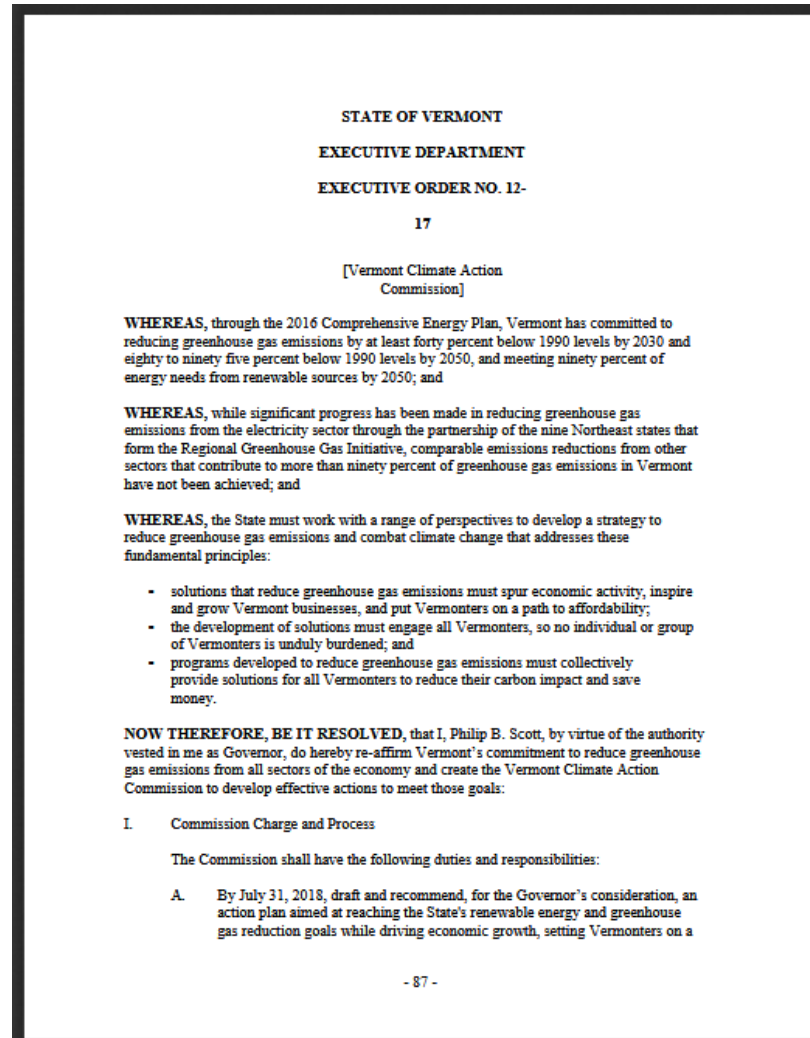 STATE OF VERMONT
EXECUTIVE DEPARTMENT
EXECUTIVE ORDER NO. 12-
17
[Vermont Climate Action
Commission]
WHEREAS, through the 2016 Comprehensive Energy Plan, Vermont has committed to
reducing greenhouse gas emissions by at least forty percent below 1990 levels by 2030 and
eighty to ninety five percent below 1990 levels by 2050, and meeting ninety percent of
energy needs from renewable sources by 2050; and
WHEREAS, while significant progress has been made in reducing greenhouse gas
emissions from the electricity sector through the partnership of the nine Northeast states that
form the Regional Greenhouse Gas Initiative, comparable emissions reductions from other
sectors that contribute to more than ninety percent of greenhouse gas emissions in Vermont
have not been achieved; and
WHEREAS, the State must work with a range of perspectives to develop a strategy to
reduce greenhouse gas emissions and combat climate change that addresses these
fundamental principles:
- solutions that reduce greenhouse gas emissions must spur economic activity, inspire
and grow Vermont businesses, and put Vermonters on a path to affordability;
- the development of solutions must engage all Vermonters, so no individual or group
of Vermonters is unduly burdened; and
- programs developed to reduce greenhouse gas emissions must collectively
provide solutions for all Vermonters to reduce their carbon impact and save
money.
NOW THEREFORE, BE IT RESOLVED, that I, Philip B. Scott, by virtue of the authority
vested in me as Governor, do hereby re-affirm Vermont's commitment to reduce greenhouse
gas emissions from all sectors of the economy and create the Vermont Climate Action
Commission to develop effective actions to meet those goals:
I. Commission Charge and Process
The Commission shall have the following duties and responsibilities:
A. By July 31, 2018, draft and recommend, for the Governor's consideration, an
action plan aimed at reaching the State's renewable energy and greenhouse
gas reduction goals while driving economic growth, setting Vermonters on a
- 87 -